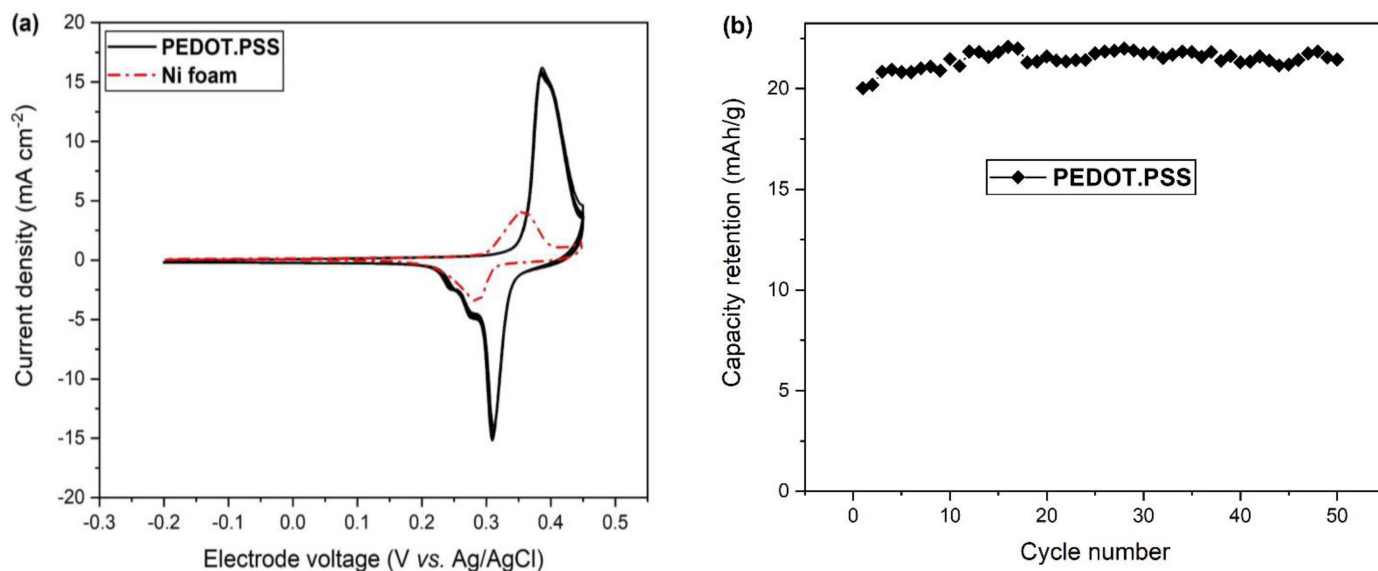 (a)
PEDOT.PSS
Ni foam
Current density (mA cm⁻²)
20
15
10
5
0
-5
-10
-15
-20
-0.3 -0.2 -0.1 0.0 0.1 0.2 0.3 0.4 0.5
Electrode voltage (V vs. Ag/AgCl)
(b)
PEDOT.PSS
Capacity retention (mAh/g)
20
15
10
5
0
0 10 20 30 40 50
Cycle number